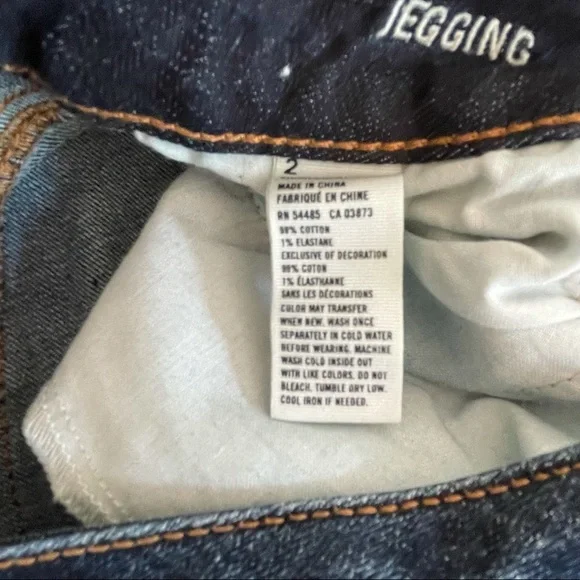 JEGGING
2
MADE IN CHINA
FABRIQUÉ EN CHINE
RN 54485 CA 03873
99% COTTON
1% ELASTANE
EXCLUSIVE OF DECORATION
99% COTON
1% ÉLASTHANNE
SANS LES DÉCORATIONS
COLOR MAY TRANSFER
WHEN NEW. WASH ONCE
SEPARATELY IN COLD WATER
BEFORE WEARING. MACHINE
WASH COLD INSIDE OUT
WITH LIKE COLORS. DO NOT
BLEACH. TUMBLE DRY LOW.
COOL IRON IF NEEDED.